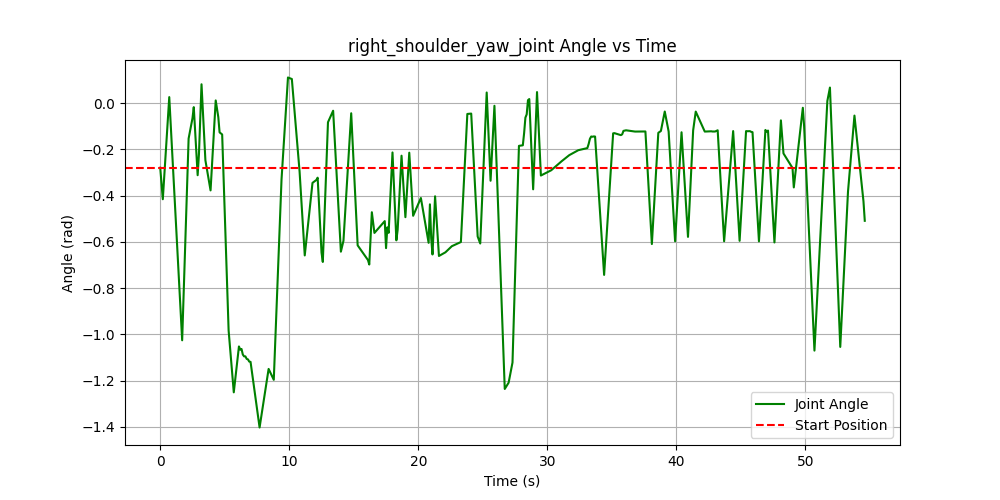 right_shoulder_yaw_joint Angle vs Time
Angle (rad)
0.0
−0.2
−0.4
−0.6
−0.8
−1.0
−1.2
−1.4
0 10 20 30 40 50
Time (s)
Joint Angle
Start Position